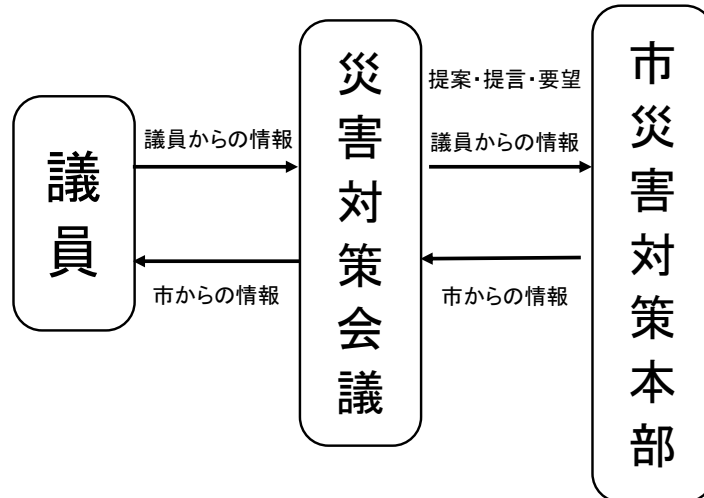 議員
議員からの情報
市からの情報
災害対策会議
提案・提言・要望
議員からの情報
市からの情報
市災害対策本部